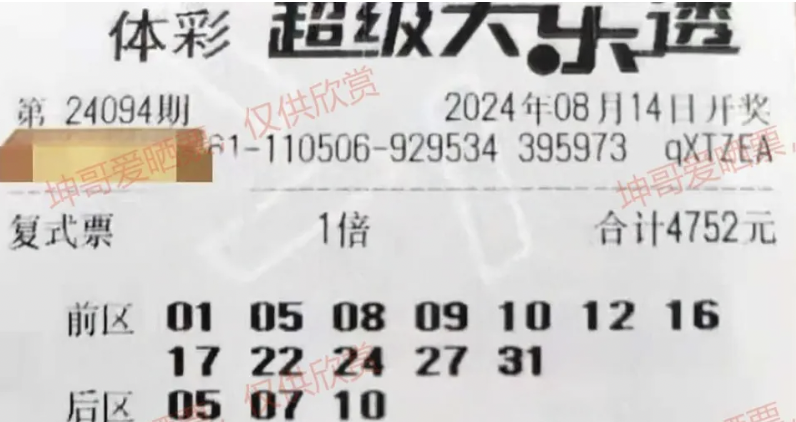 体彩 超级大乐透
第 24094期 2024年08月14日开奖
61-110506-929534 395973 qXTZEA
复式票 1倍 合计4752元
前区 01 05 08 09 10 12 16
17 22 24 27 31
后区 05 07 10
仅供欣赏
坤哥爱晒票
坤哥爱晒票，
仅供欣赏